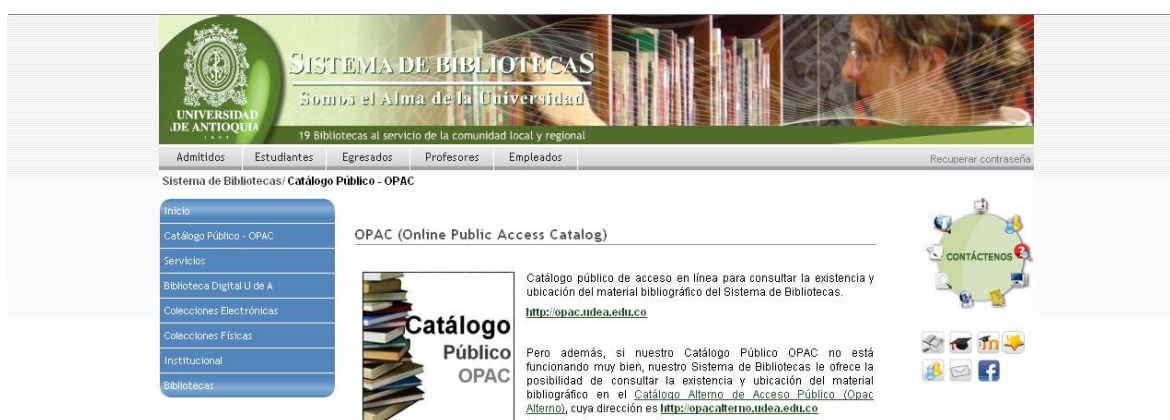 SISTEMA DE BIBLIOTECAS
Somos el Alma de la Universidad
UNIVERSIDAD
DE ANTIOQUIA
1803
19 Bibliotecas al servicio de la comunidad local y regional
Admitidos Estudiantes Egresados Profesores Empleados Recuperar contraseña
Sistema de Bibliotecas/ Catálogo Público - OPAC
Inicio
Catálogo Público - OPAC
Servicios
Biblioteca Digital U de A
Colecciones Electrónicas
Colecciones Físicas
Institucional
Bibliotecas
OPAC (Online Public Access Catalog)
Catálogo
Público
OPAC
Catálogo público de acceso en línea para consultar la existencia y
ubicación del material bibliográfico del Sistema de Bibliotecas.
http://opac.udea.edu.co
Pero además, si nuestro Catálogo Público OPAC no está
funcionando muy bien, nuestro Sistema de Bibliotecas le ofrece la
posibilidad de consultar la existencia y ubicación del material
bibliográfico en el Catálogo Alterno de Acceso Público (Opac
Alterno), cuya dirección es http://opacalterno.udea.edu.co
CONTÁCTENOS